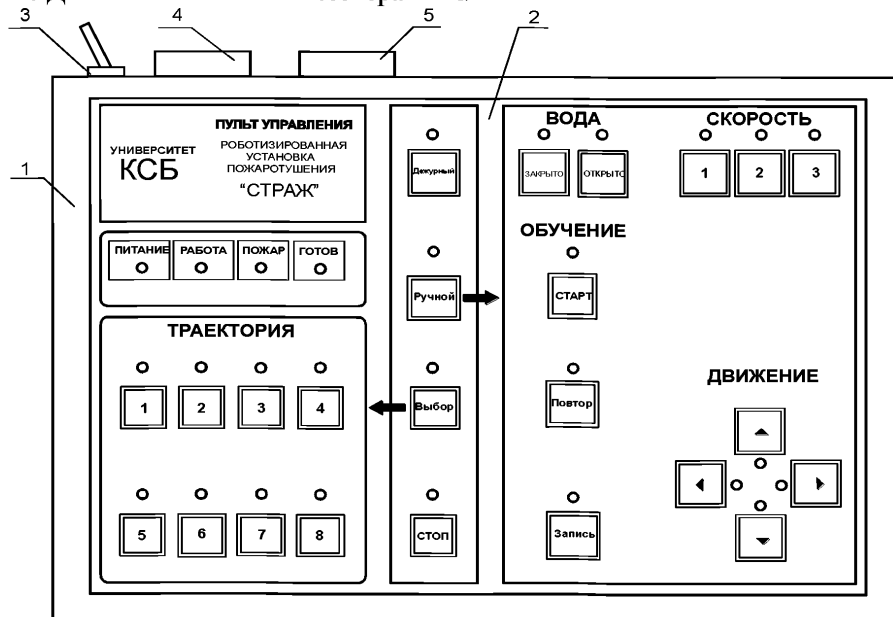 3
4
5
2
1
УНИВЕРСИТЕТ
КСБ
ПУЛЬТ УПРАВЛЕНИЯ
РОБОТИЗИРОВАННАЯ
УСТАНОВКА
ПОЖАРОТУШЕНИЯ
“СТРАЖ”
ПИТАНИЕ РАБОТА ПОЖАР ГОТОВ
ТРАЕКТОРИЯ
1 2 3 4
5 6 7 8
Дежурный
Ручной
Выбор
СТОП
ВОДА
ЗАКРЫТО ОТКРЫТО
СКОРОСТЬ
1 2 3
ОБУЧЕНИЕ
СТАРТ
Повтор
Запись
ДВИЖЕНИЕ